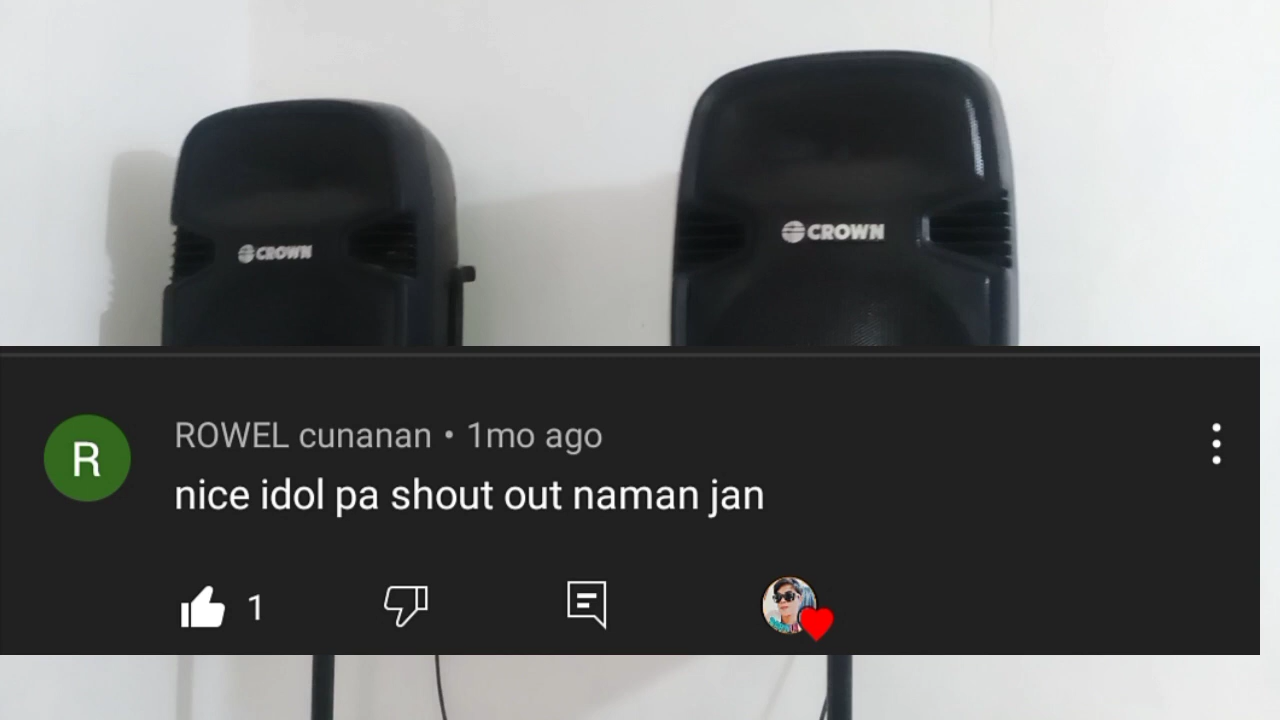 CROWN
CROWN
R
ROWEL cunanan • 1mo ago
nice idol pa shout out naman jan
1